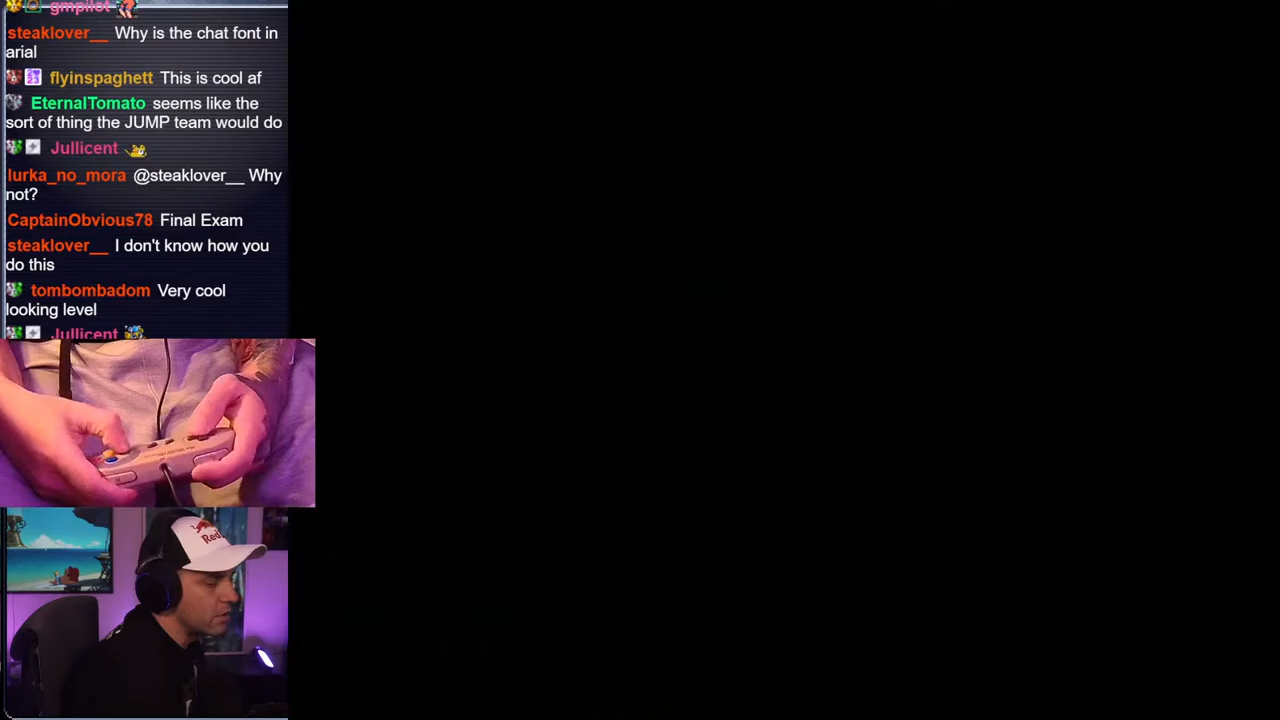 gmpilot
steaklover__ Why is the chat font in
arial
flyinspaghett This is cool af
EternalTomato seems like the
sort of thing the JUMP team would do
Jullicent
lurka_no_mora @steaklover__ Why
not?
CaptainObvious78 Final Exam
steaklover__ I don't know how you
do this
tombombadom Very cool
looking level
Jullicent
Red